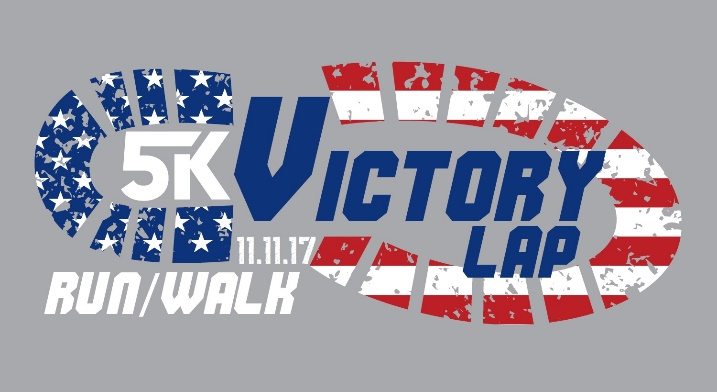 5K VICTORY
LAP
11.11.17
RUN/WALK